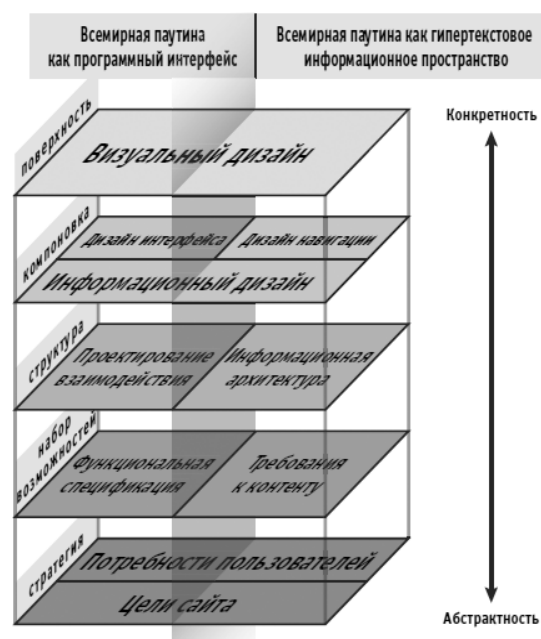 Всемирная паутина
как программный интерфейс
Всемирная паутина как гипертекстовое
информационное пространство
Конкретность
поверхность
Визуальный дизайн
компоновка
Дизайн интерфейса
Дизайн навигации
Информационный дизайн
структура
Проектирование
взаимодействия
Информационная
архитектура
набор
возможностей
Функциональная
спецификация
Требования
к контенту
стратегия
Потребности пользователей
Цели сайта
Абстрактность